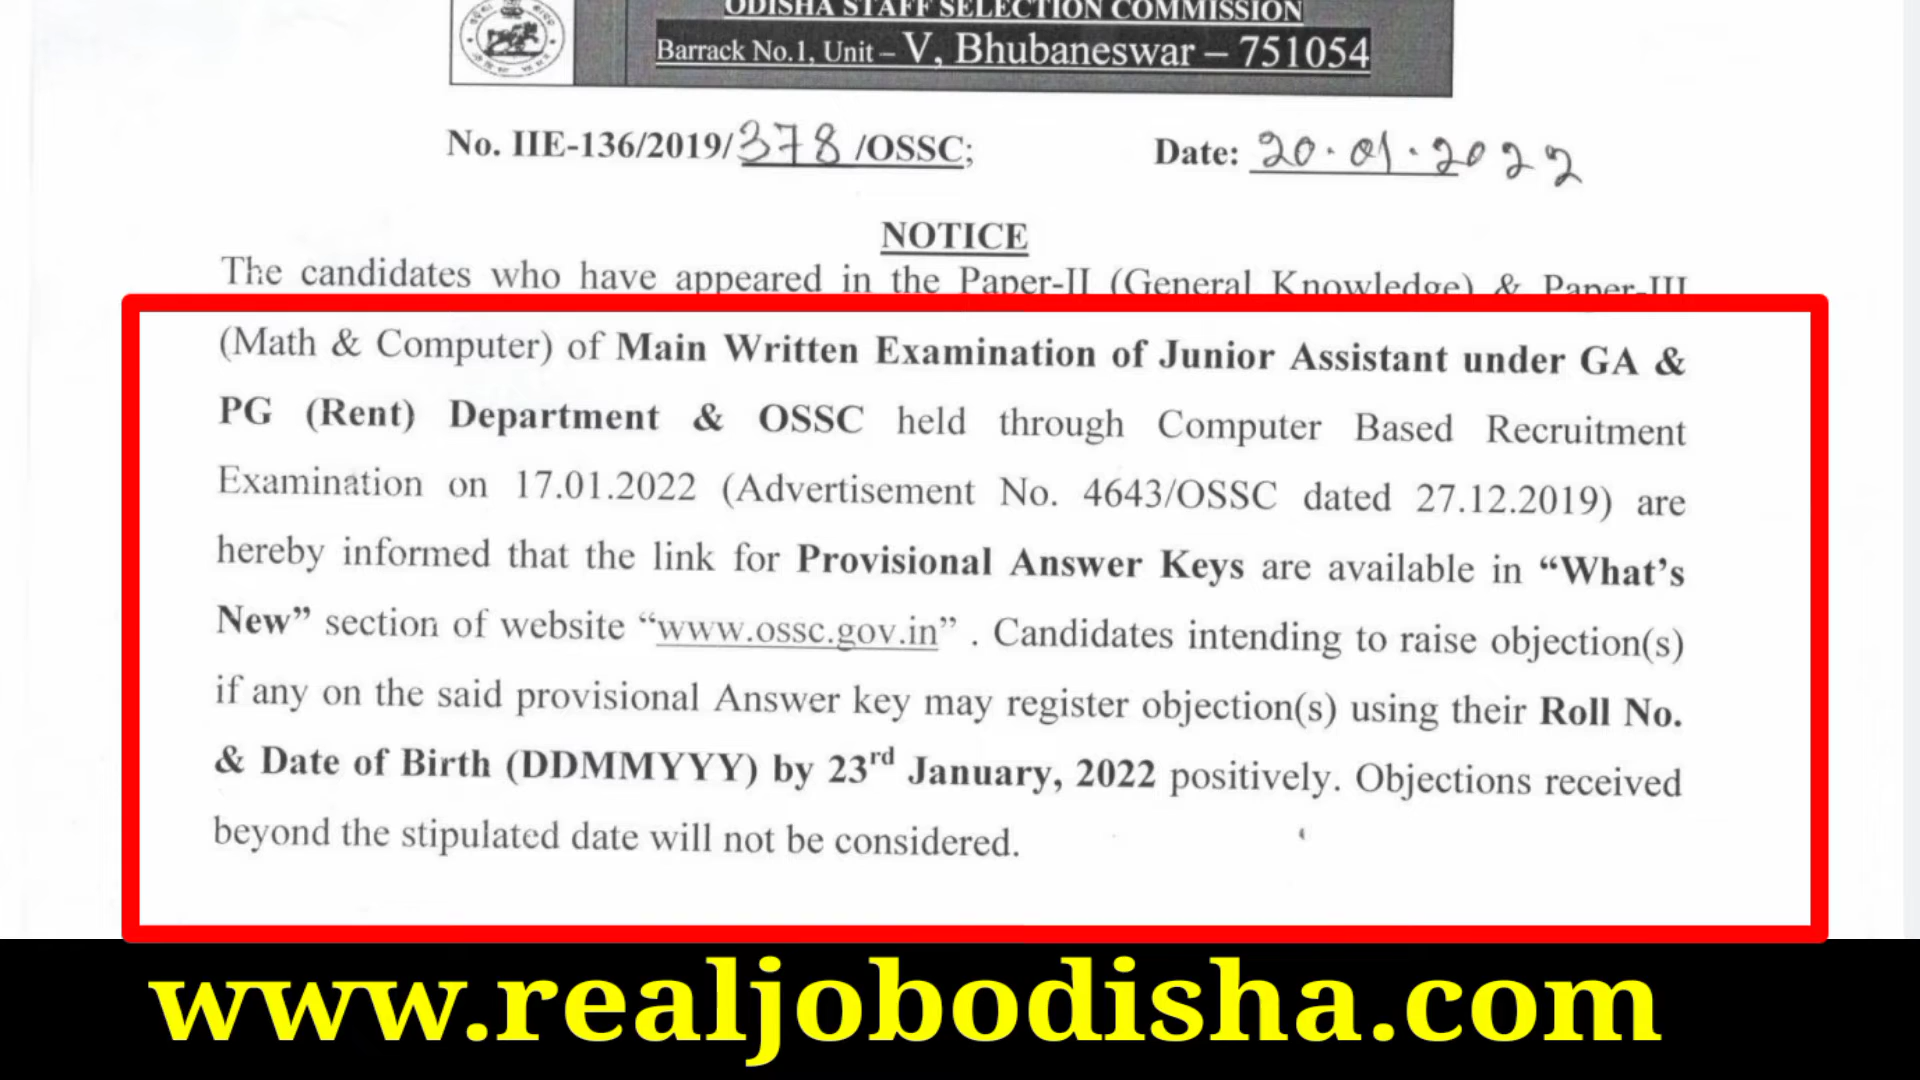 ODISHA STAFF SELECTION COMMISSION
Barrack No.1, Unit – V, Bhubaneswar – 751054
No. IIE-136/2019/378/OSSC; Date: 20.01.2022
NOTICE
The candidates who have appeared in the Paper-II (General Knowledge) & Paper-III
(Math & Computer) of Main Written Examination of Junior Assistant under GA &
PG (Rent) Department & OSSC held through Computer Based Recruitment
Examination on 17.01.2022 (Advertisement No. 4643/OSSC dated 27.12.2019) are
hereby informed that the link for Provisional Answer Keys are available in “What’s
New” section of website “www.ossc.gov.in” . Candidates intending to raise objection(s)
if any on the said provisional Answer key may register objection(s) using their Roll No.
& Date of Birth (DDMMYYY) by 23rd January, 2022 positively. Objections received
beyond the stipulated date will not be considered.
www.realjobodisha.com